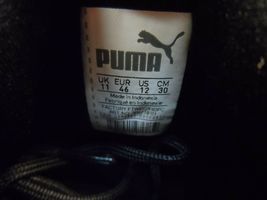 PUMA
UK EUR US CM
11 46 12 30
Made in Indonesia
Fabriqué en Indonésie